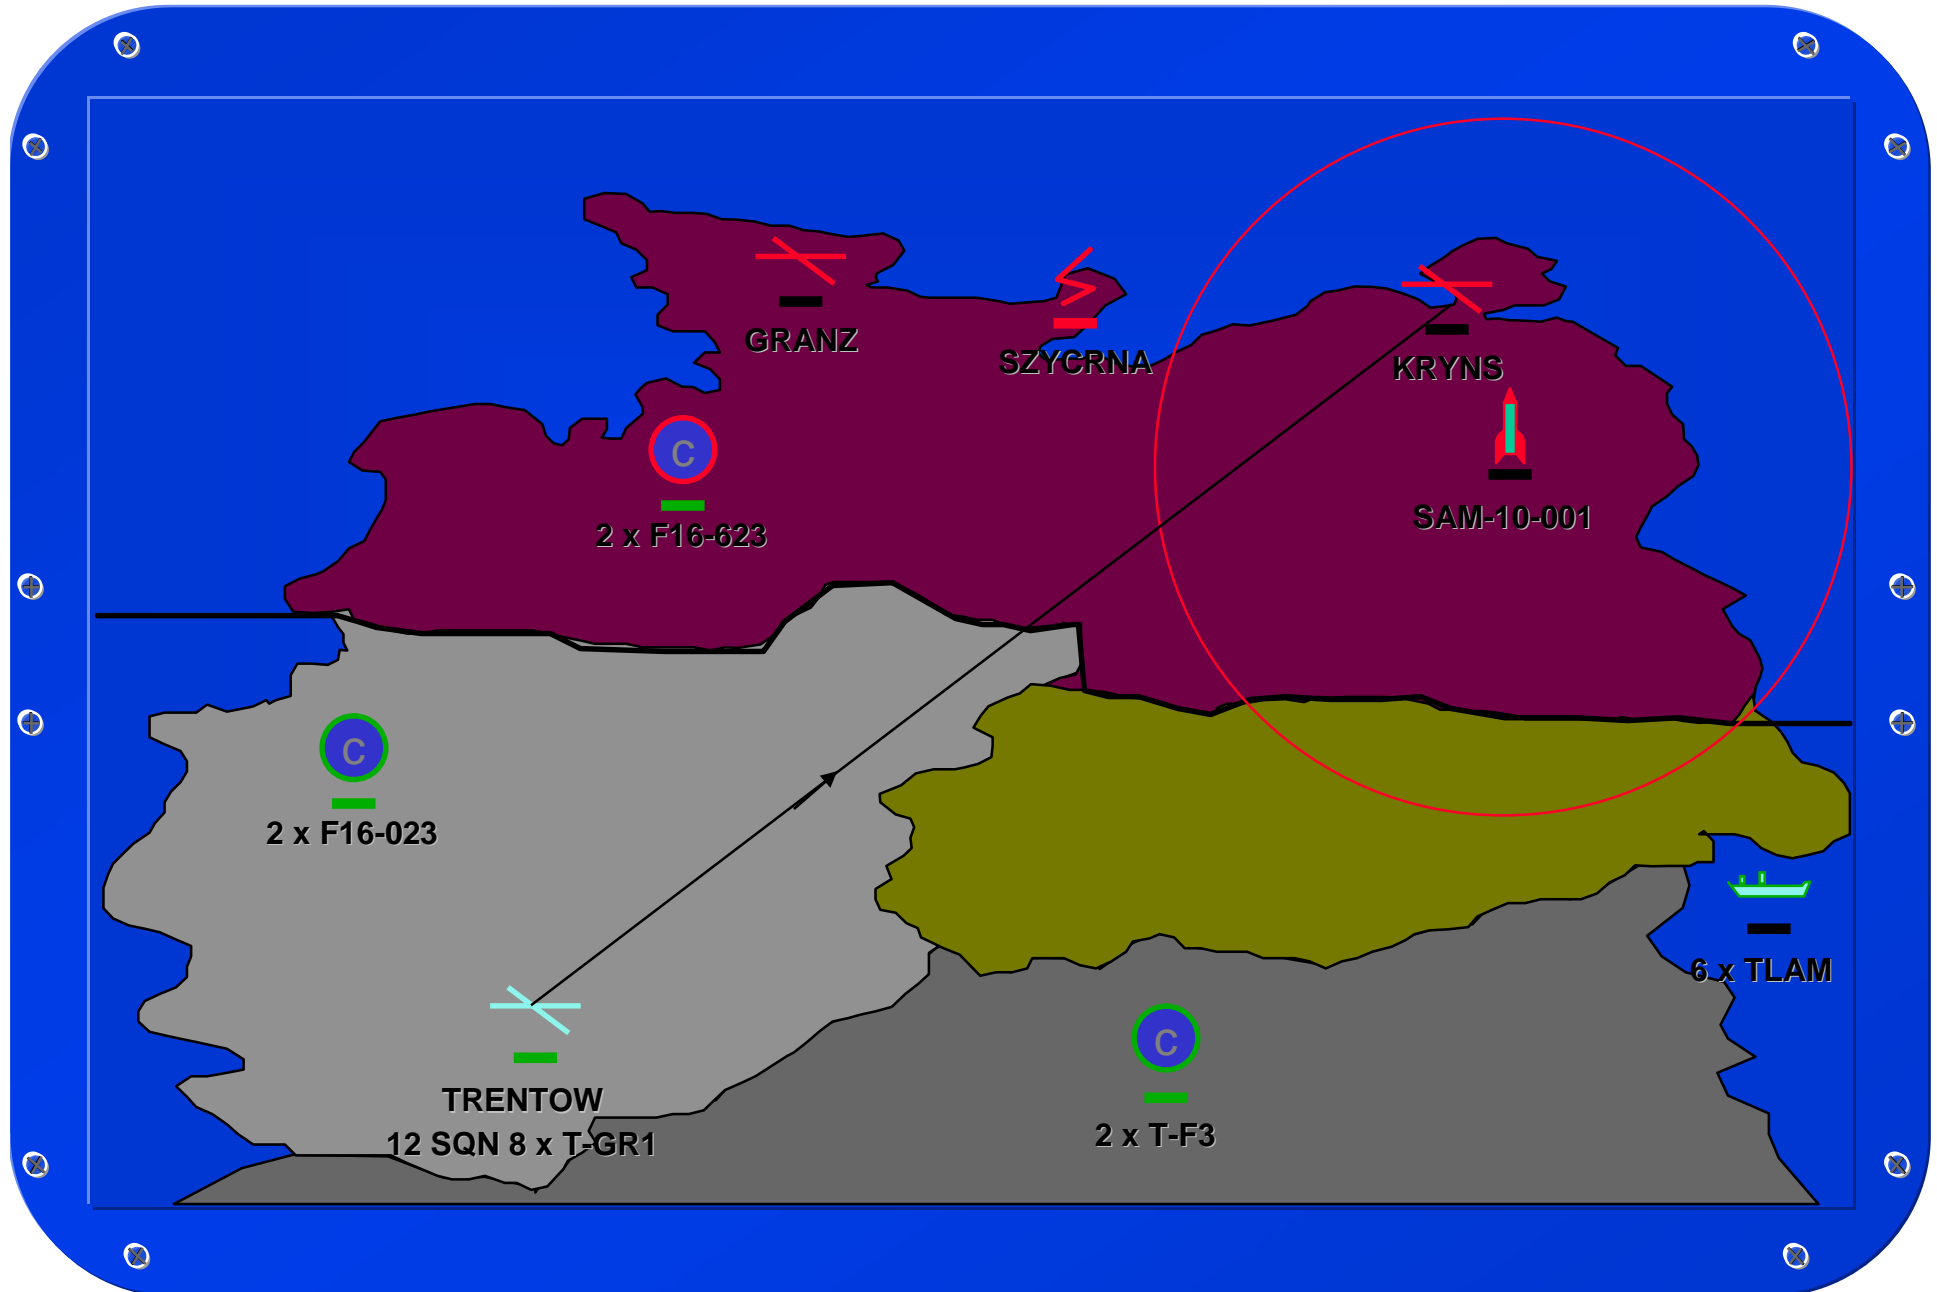 GRANZ
SZYCRNA
KRYNS
C
2 x F16-623
SAM-10-001
C
2 x F16-023
6 x TLAM
C
TRENTOW
12 SQN 8 x T-GR1
2 x T-F3